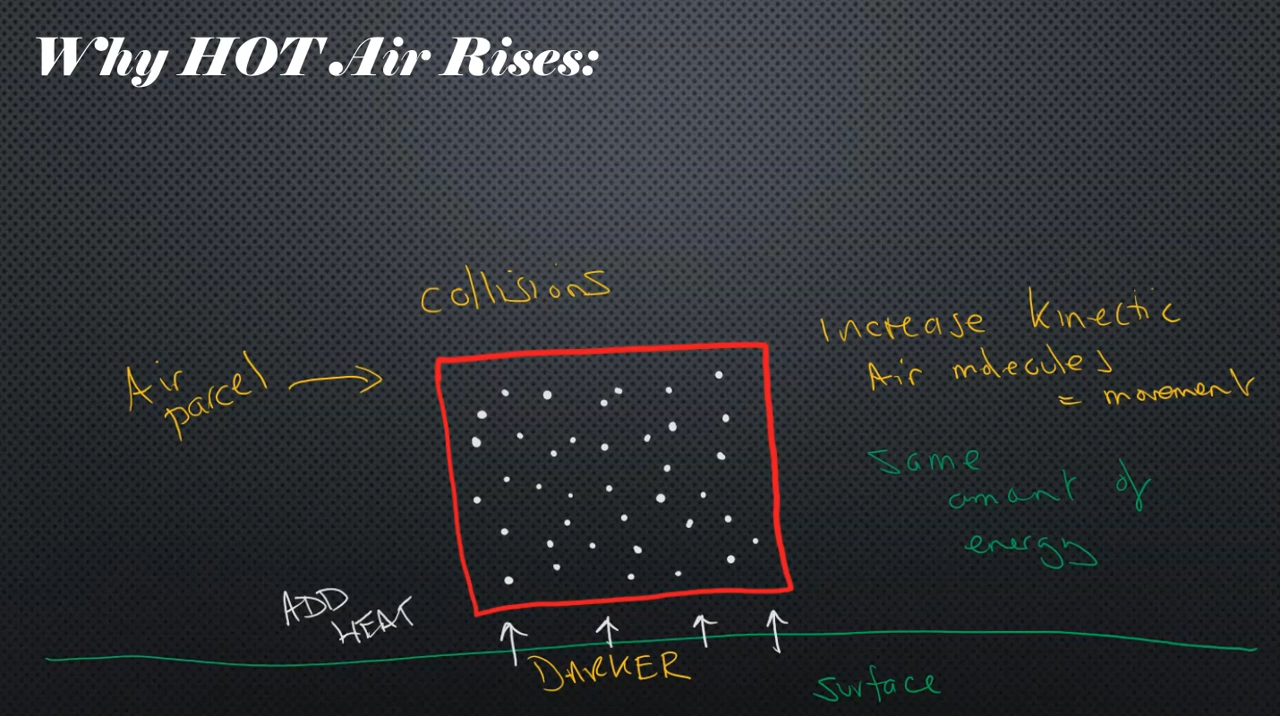 Why HOT Air Rises:
collisions
Increase Kinectic
Air molecules
= movement
Air
parcel
Same
amant of
energy
ADD
HEAT
DARKER
surface